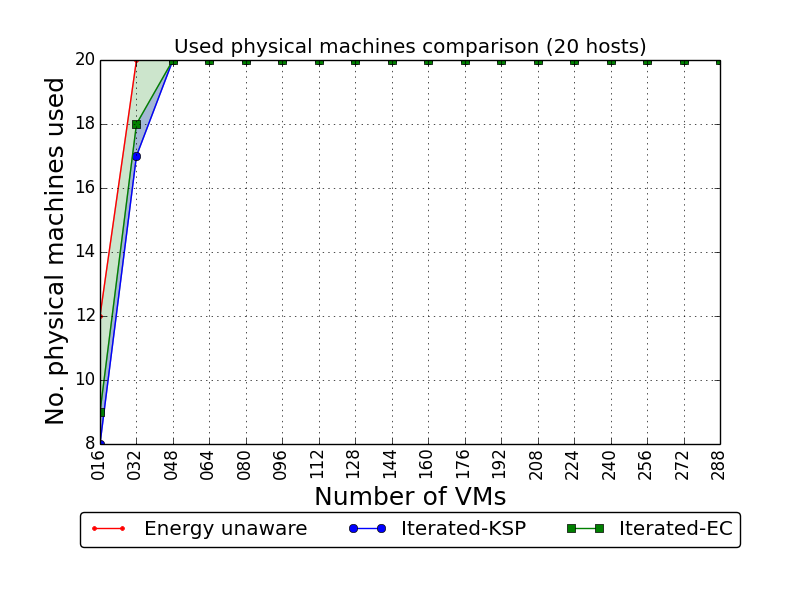 Used physical machines comparison (20 hosts)
No. physical machines used
20
18
16
14
12
10
8
016 032 048 064 080 096 112 128 144 160 176 192 208 224 240 256 272 288
Number of VMs
Energy unaware Iterated-KSP Iterated-EC